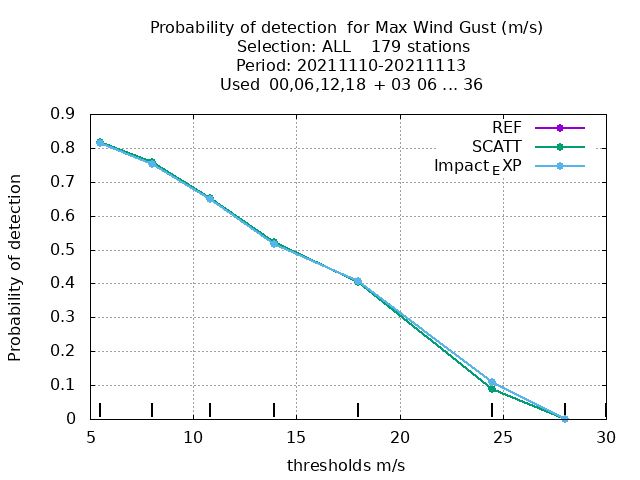 Probability of detection  for Max Wind Gust (m/s)
Selection: ALL    179 stations
Period: 20211110-20211113
Used  00,06,12,18  + 03 06 ... 36
REF
SCATT
Impact_EXP
Probability of detection
0.9
0.8
0.7
0.6
0.5
0.4
0.3
0.2
0.1
0
5 10 15 20 25 30
thresholds m/s